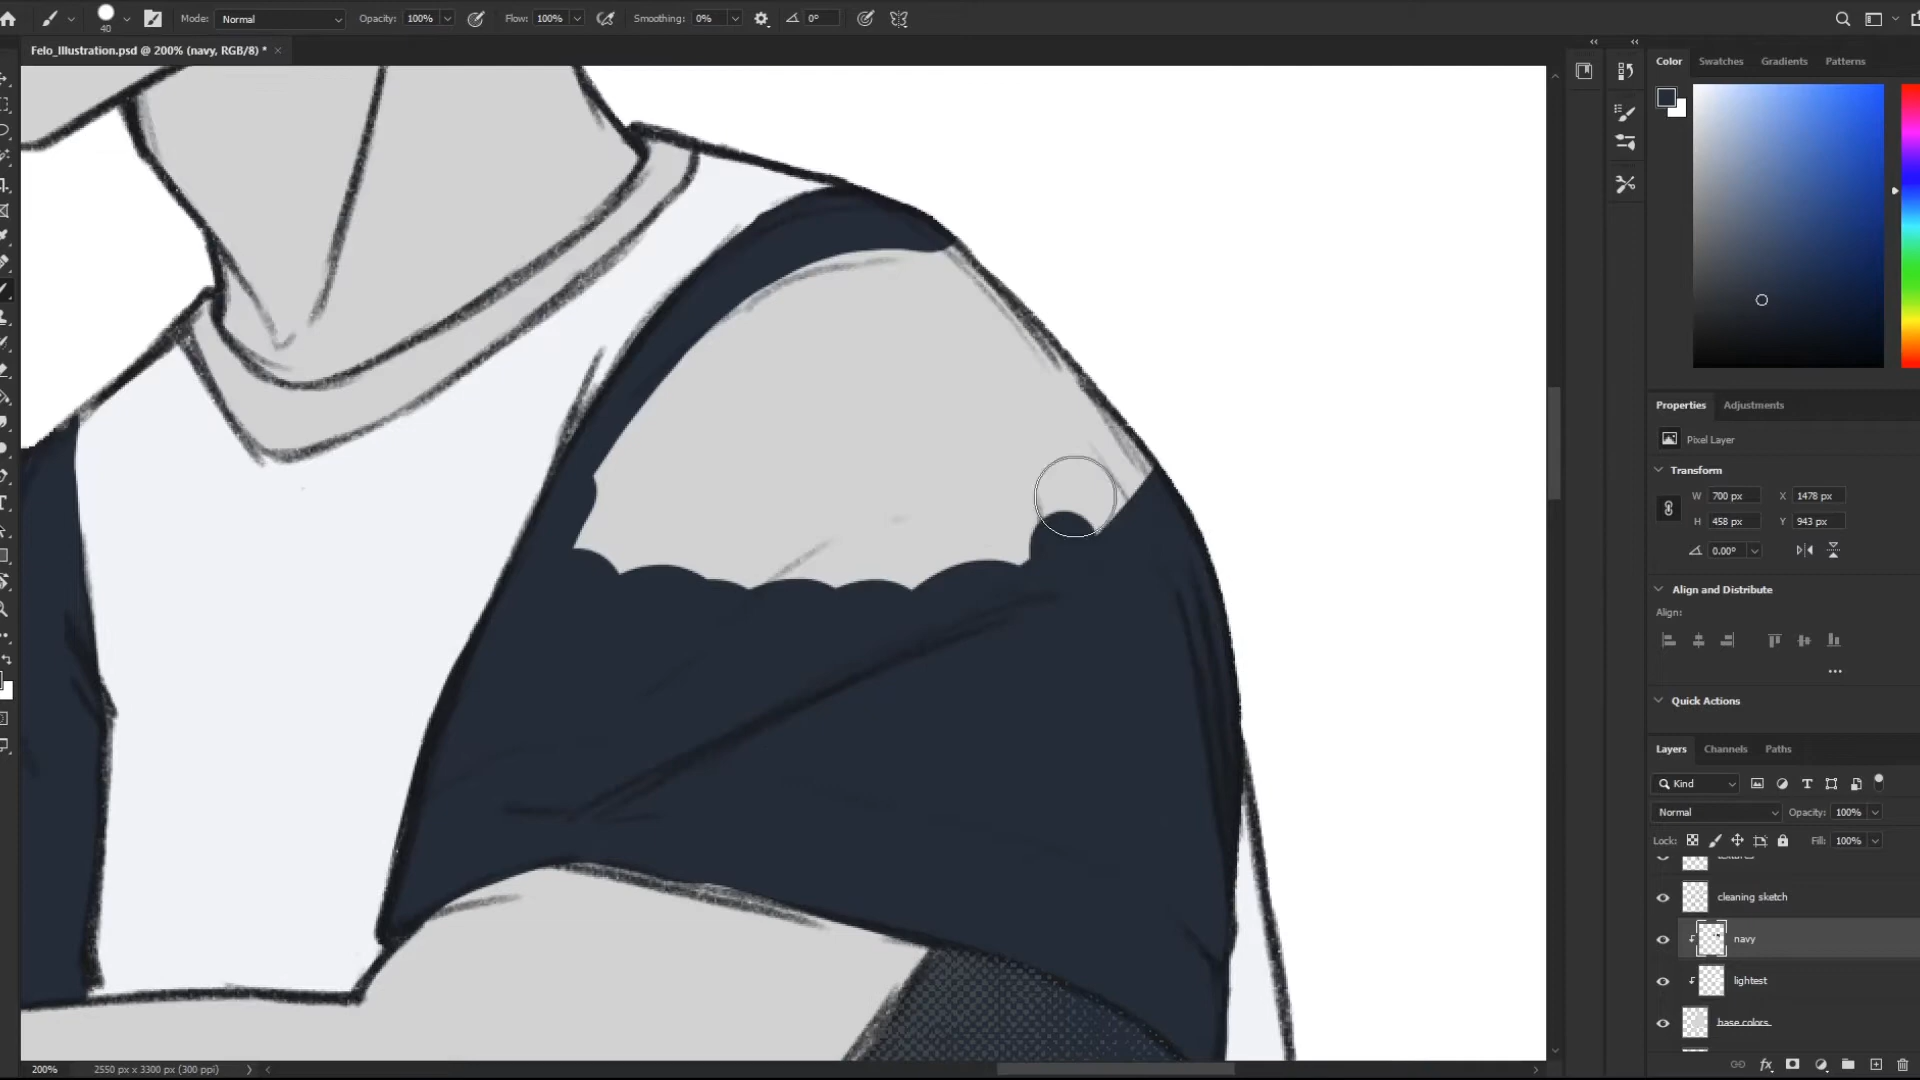 40
Mode: Normal
Opacity: 100%
Flow: 100%
Smoothing: 0%
0°
Felo_Illustration.psd @ 200% (navy, RGB/8) *
Color Swatches Gradients Patterns
Properties Adjustments
Pixel Layer
Transform
W 700 px X 1478 px
H 458 px Y 943 px
0.00°
Align and Distribute
Align:
Quick Actions
Layers Channels Paths
Kind
Normal Opacity: 100%
Lock: Fill: 100%
cleaning sketch
navy
lightest
base colors
200% 2550 px x 3300 px (300 ppi)